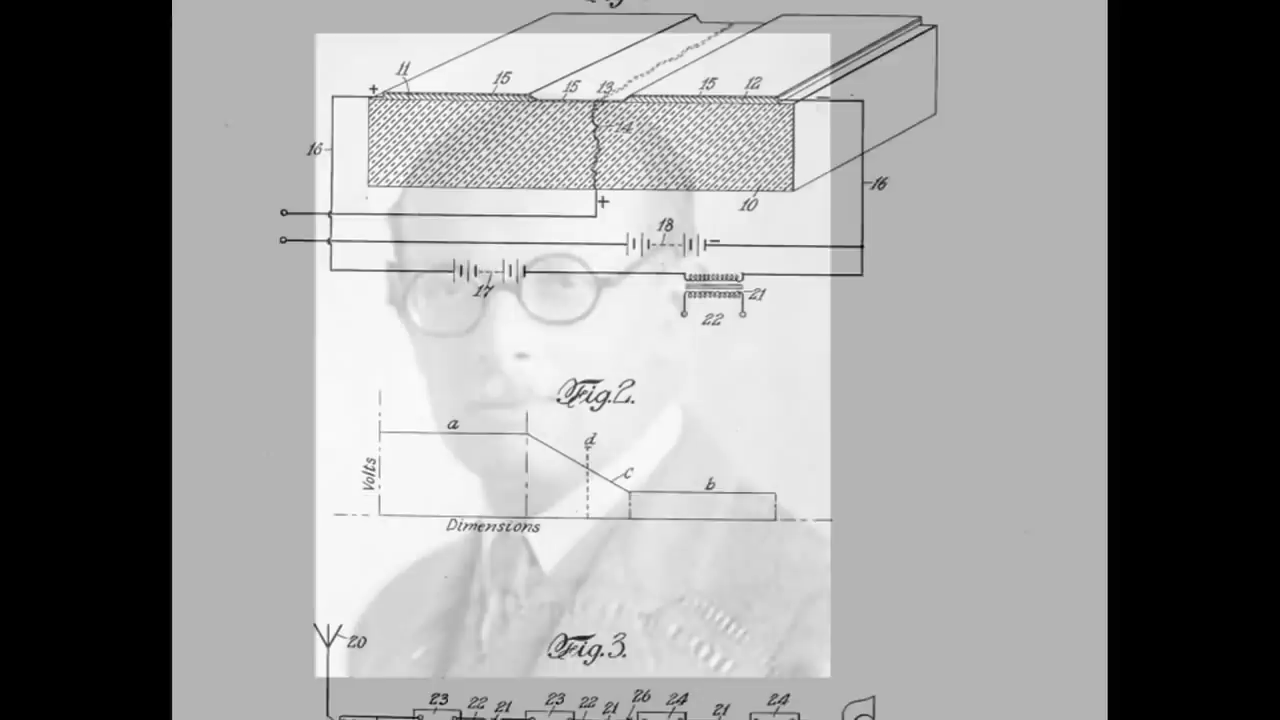 + 11 15 15 13 15 12 −
14
16
16
+
10
18
−
17
21
22
Fig.2.
a
d
c
b
Volts
Dimensions
20
Fig.3.
23 22 21 23 22 21 26 24 21 24